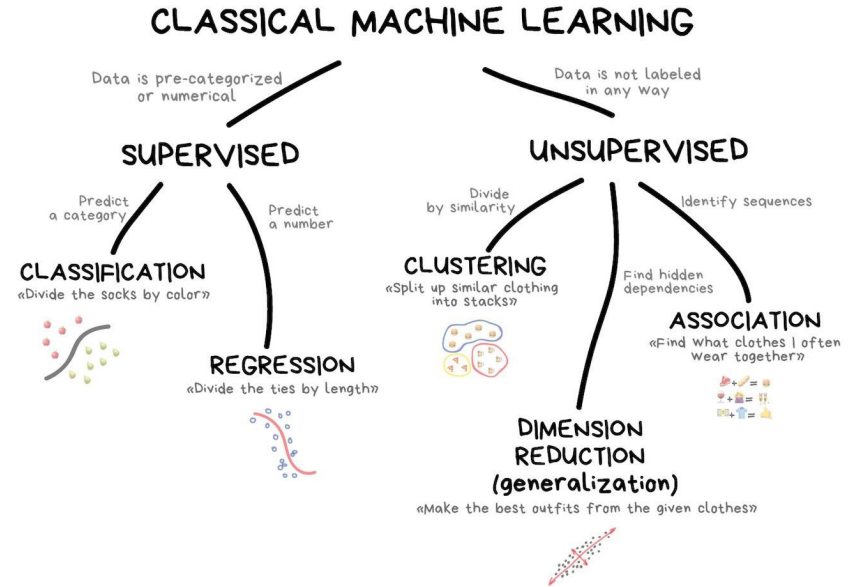 CLASSICAL MACHINE LEARNING
Data is pre-categorized
or numerical
Data is not labeled
in any way
SUPERVISED
UNSUPERVISED
Predict
a category
Predict
a number
Divide
by similarity
Identify sequences
CLASSIFICATION
«Divide the socks by color»
CLUSTERING
«Split up similar clothing
into stacks»
Find hidden
dependencies
ASSOCIATION
«Find what clothes I often
wear together»
REGRESSION
«Divide the ties by length»
+ =
+ =
+ =
DIMENSION
REDUCTION
(generalization)
«Make the best outfits from the given clothes»